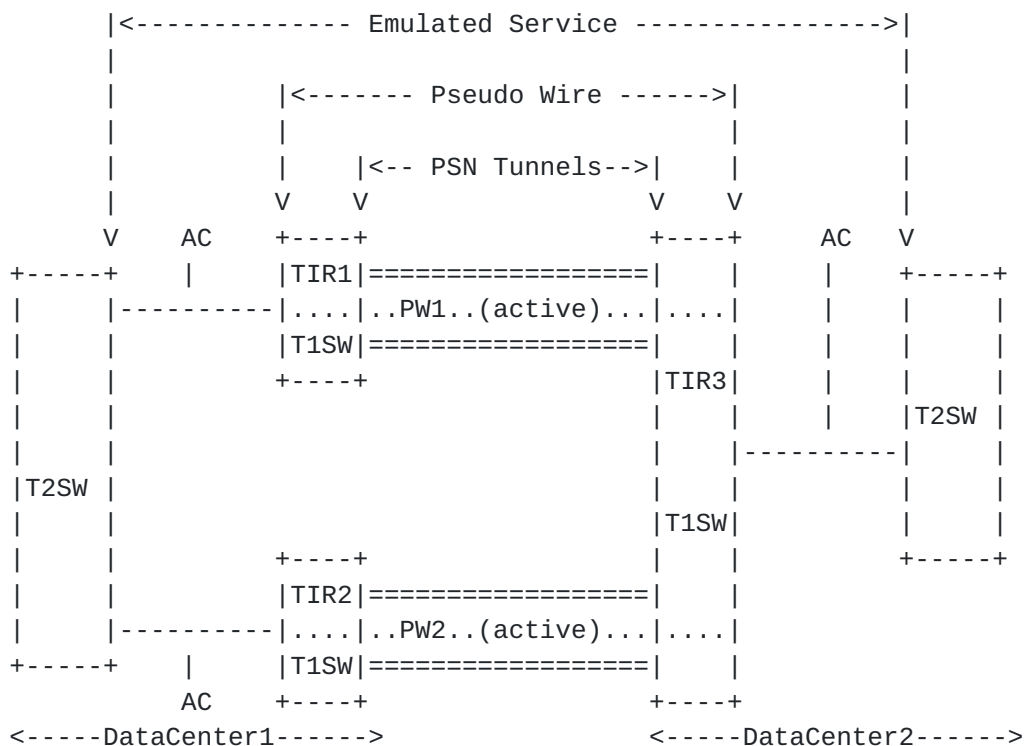 |<-------------- Emulated Service ---------------->|
|                                                  |
|          |<------- Pseudo Wire ------>|          |
|          |                            |          |
|          |    |<-- PSN Tunnels-->|    |          |
|          V    V                  V    V          |
V    AC    +----+                  +----+     AC   V
+-----+    |     |TIR1|==================|    |     |    +-----+
|     |----------|....|..PW1..(active)...|....|     |    |     |
|     |          |T1SW|==================|    |     |    |     |
|     |          +----+                  |TIR3|     |    |     |
|     |                                  |    |     |    |T2SW |
|     |                                  |    |----------|     |
|T2SW |                                  |    |          |     |
|     |                                  |T1SW|          |     |
|     |          +----+                  |    |          +-----+
|     |          |TIR2|==================|    |
|     |----------|....|..PW2..(active)...|....|
+-----+    |     |T1SW|==================|    |
AC    +----+                  +----+
<-----DataCenter1------>                 <-----DataCenter2------>